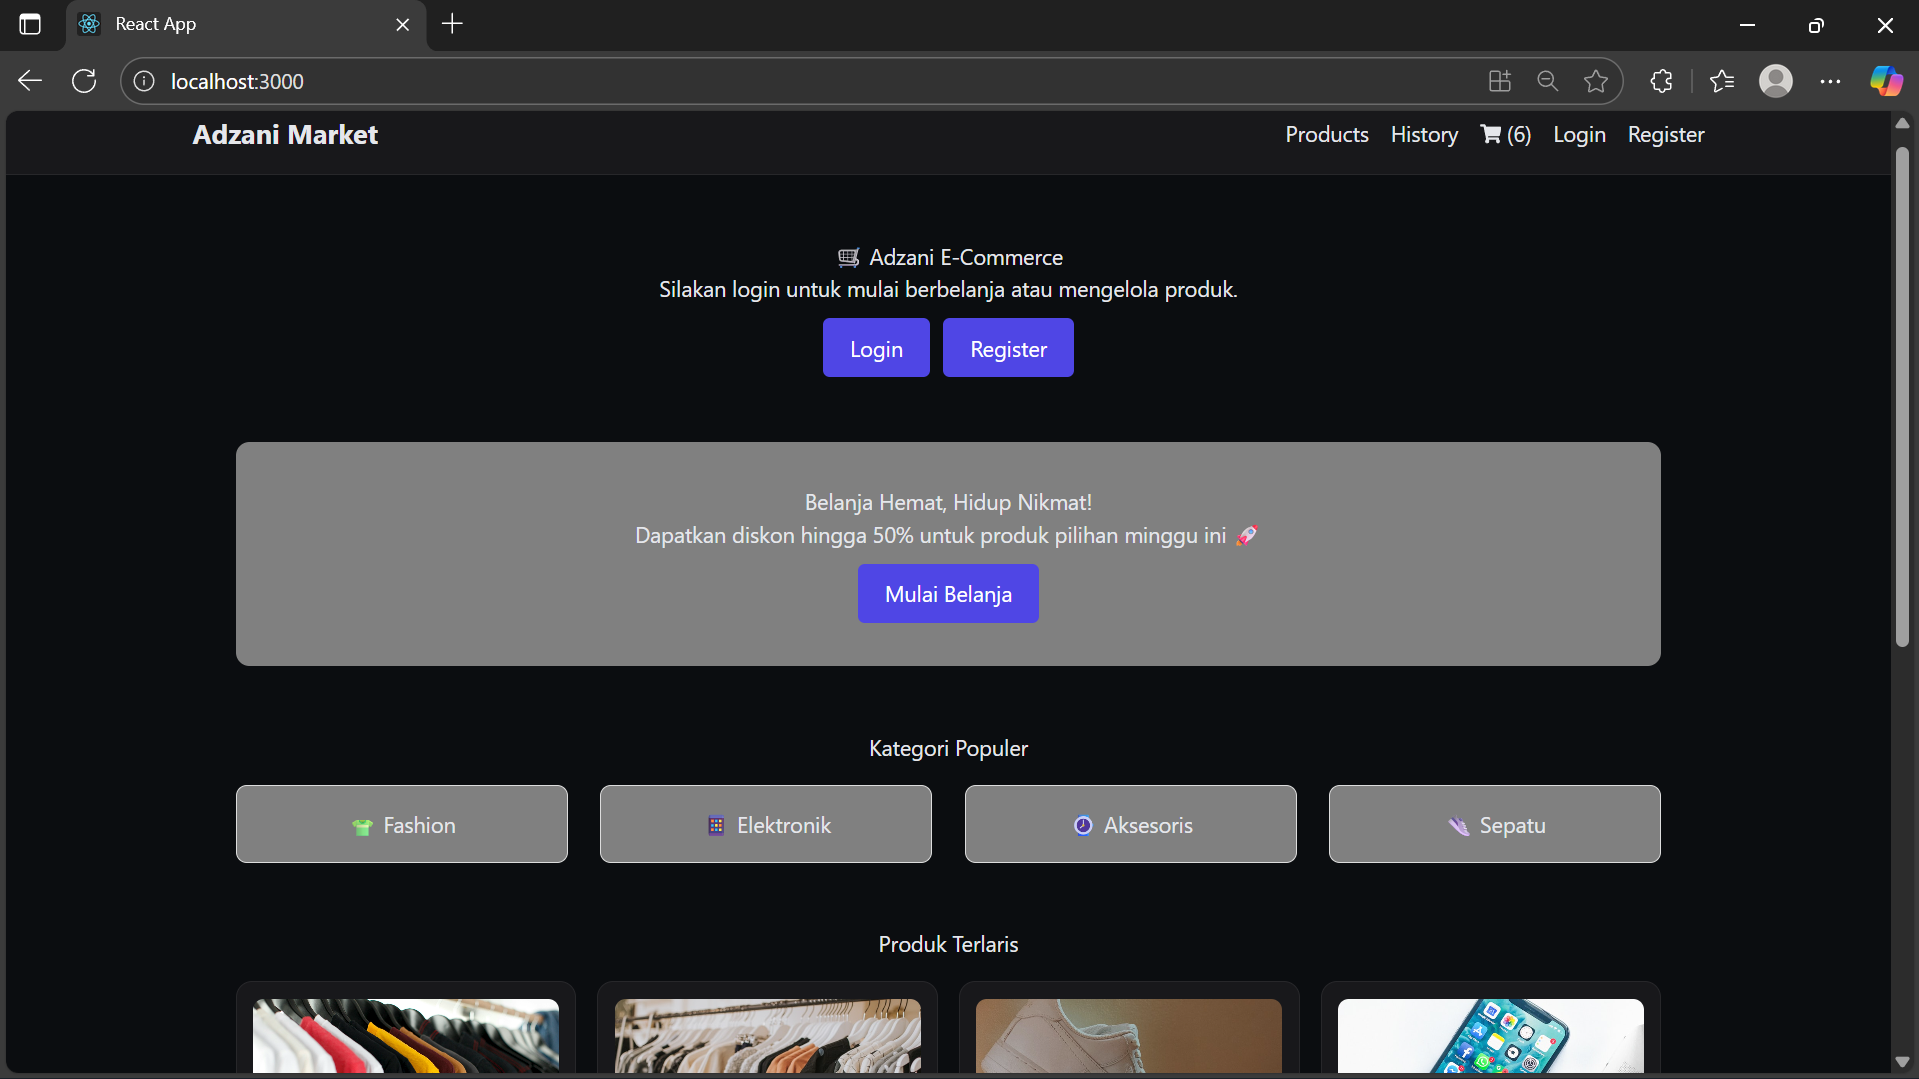 React App
localhost:3000
Adzani Market
Products History (6) Login Register
Adzani E-Commerce
Silakan login untuk mulai berbelanja atau mengelola produk.
Login Register
Belanja Hemat, Hidup Nikmat!
Dapatkan diskon hingga 50% untuk produk pilihan minggu ini 🚀
Mulai Belanja
Kategori Populer
Fashion Elektronik Aksesoris Sepatu
Produk Terlaris